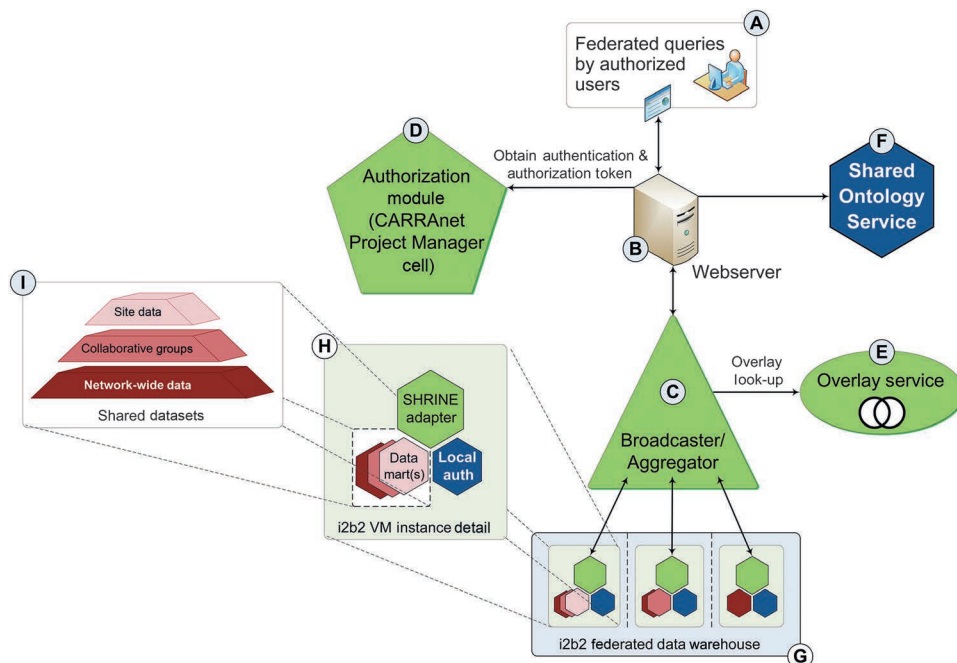 A
Federated queries
by authorized
users
D
Obtain authentication &
authorization token
Authorization
module
(CARRAnet
Project Manager
cell)
F
Shared
Ontology
Service
B
Webserver
I
Site data
Collaborative groups
Network-wide data
Shared datasets
H
SHRINE
adapter
Data
mart(s)
Local
auth
i2b2 VM instance detail
C
Broadcaster/
Aggregator
Overlay
look-up
E
Overlay service
i2b2 federated data warehouse
G